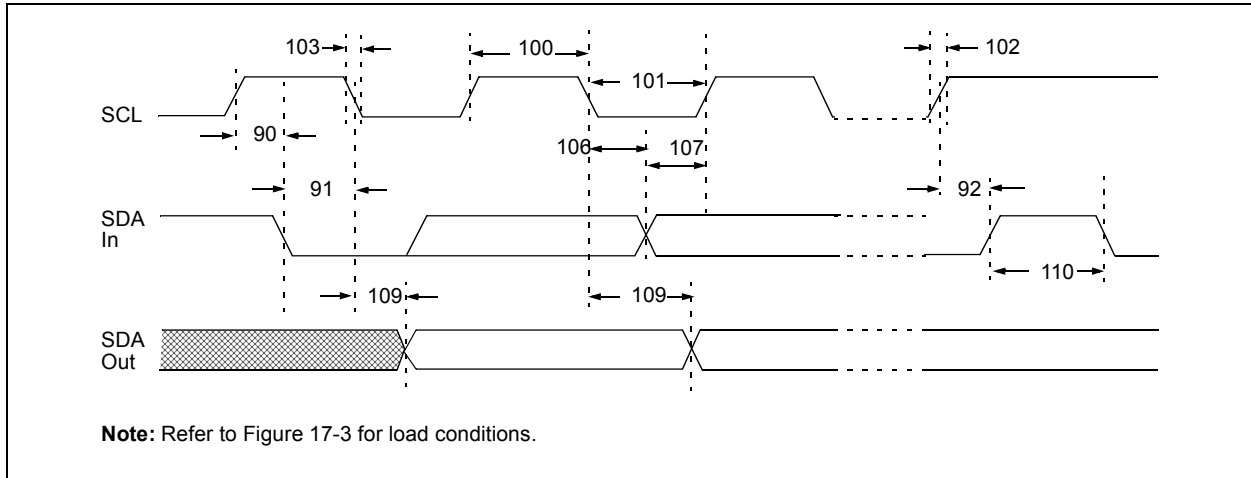 103
100
101
102
SCL
90
106
107
91
92
SDA
In
110
109
109
SDA
Out
Note: Refer to Figure 17-3 for load conditions.